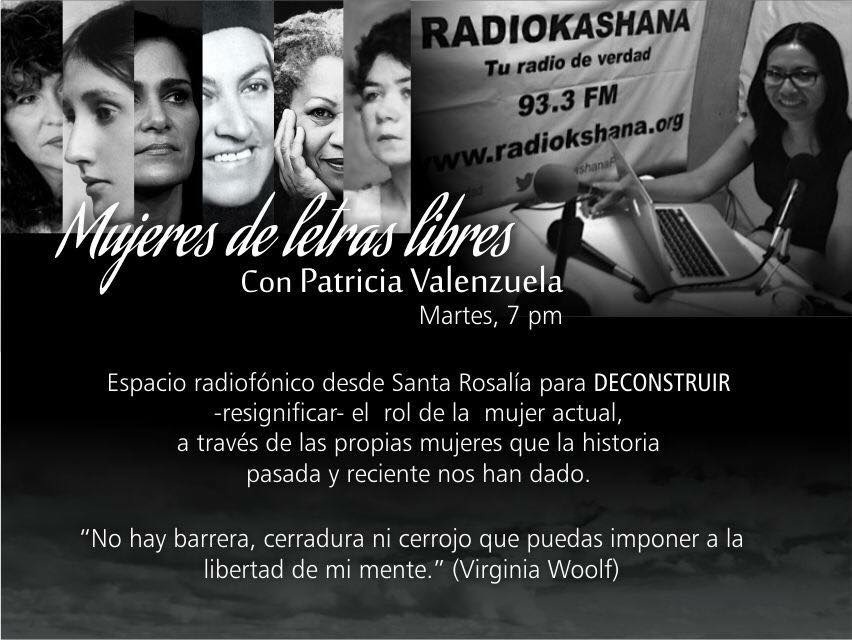 RADIOKASHANA
Tu radio de verdad
93.3 FM
www.radiokshana.org
Mujeres de letras libres
Con Patricia Valenzuela
Martes, 7 pm
Espacio radiofónico desde Santa Rosalía para DECONSTRUIR
-resignificar- el rol de la mujer actual,
a través de las propias mujeres que la historia
pasada y reciente nos han dado.
“No hay barrera, cerradura ni cerrojo que puedas imponer a la
libertad de mi mente.” (Virginia Woolf)